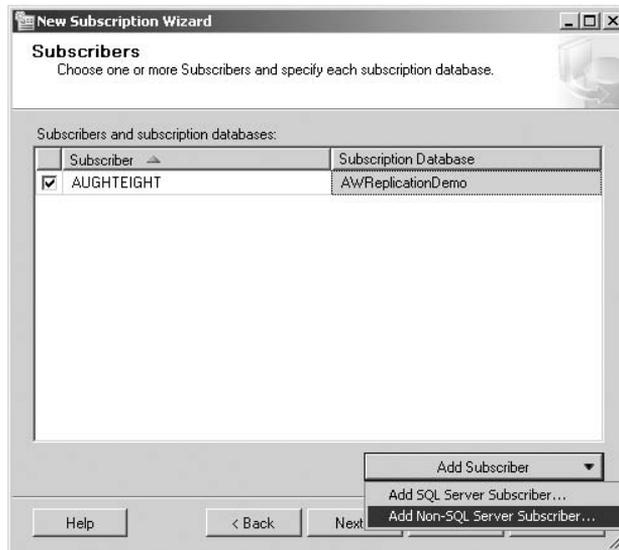 New Subscription Wizard
Subscribers
Choose one or more Subscribers and specify each subscription database.
Subscribers and subscription databases:
Subscriber Subscription Database
AUGHTEIGHT AWReplicationDemo
Add Subscriber
Add SQL Server Subscriber...
Add Non-SQL Server Subscriber...
Help < Back Next